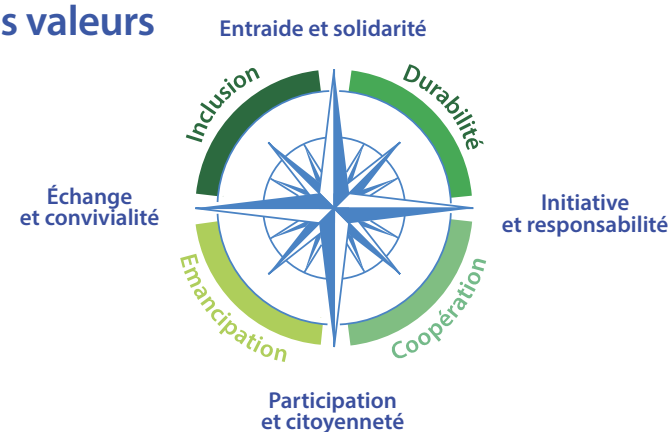 s valeurs
Entraide et solidarité
Inclusion
Durabilité
Échange
et convivialité
Initiative
et responsabilité
Emancipation
Coopération
Participation
et citoyenneté